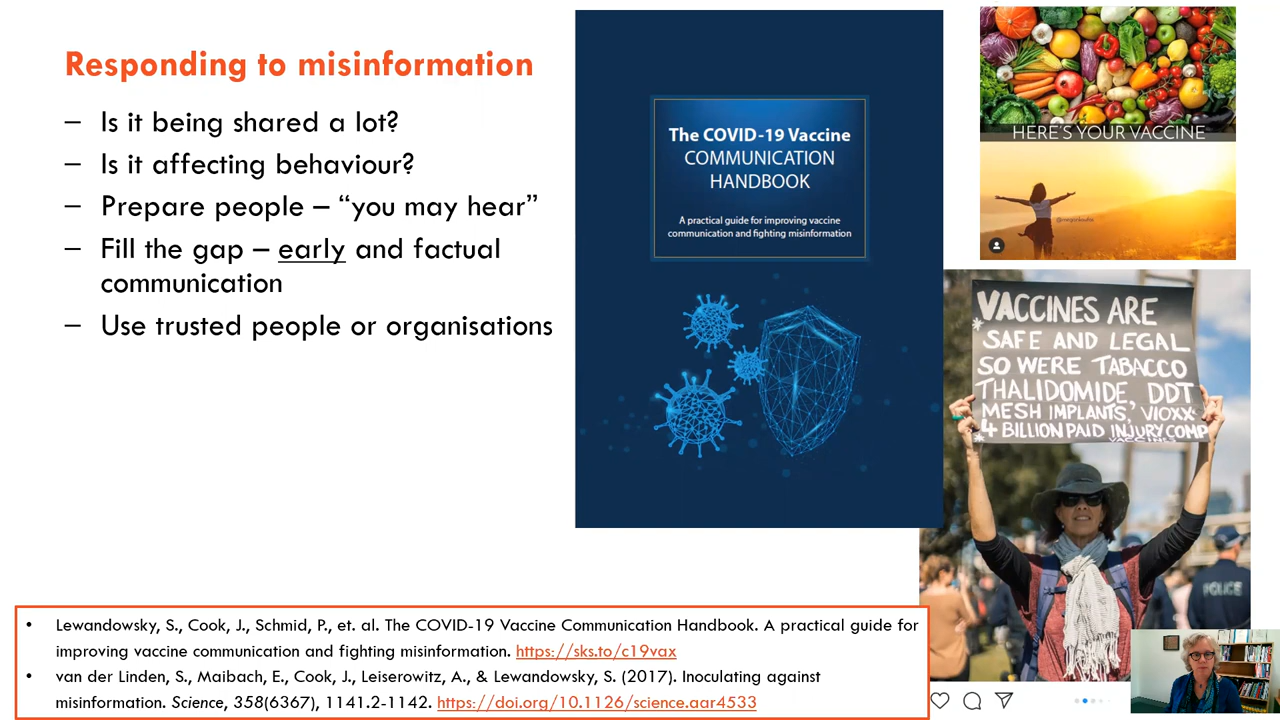 Responding to misinformation
– Is it being shared a lot?
– Is it affecting behaviour?
– Prepare people – “you may hear”
– Fill the gap – early and factual
communication
– Use trusted people or organisations
The COVID-19 Vaccine
COMMUNICATION
HANDBOOK
A practical guide for improving vaccine
communication and fighting misinformation
HERE'S YOUR VACCINE
VACCINES ARE
* SAFE AND LEGAL
SO WERE TABACCO
THALIDOMIDE, DDT
MESH IMPLANTS, VIOXX
4 BILLION PAID INJURY COMP
*
POLICE
• Lewandowsky, S., Cook, J., Schmid, P., et. al. The COVID-19 Vaccine Communication Handbook. A practical guide for
improving vaccine communication and fighting misinformation. https://sks.to/c19vax
• van der Linden, S., Maibach, E., Cook, J., Leiserowitz, A., & Lewandowsky, S. (2017). Inoculating against
misinformation. Science, 358(6367), 1141.2-1142. https://doi.org/10.1126/science.aar4533